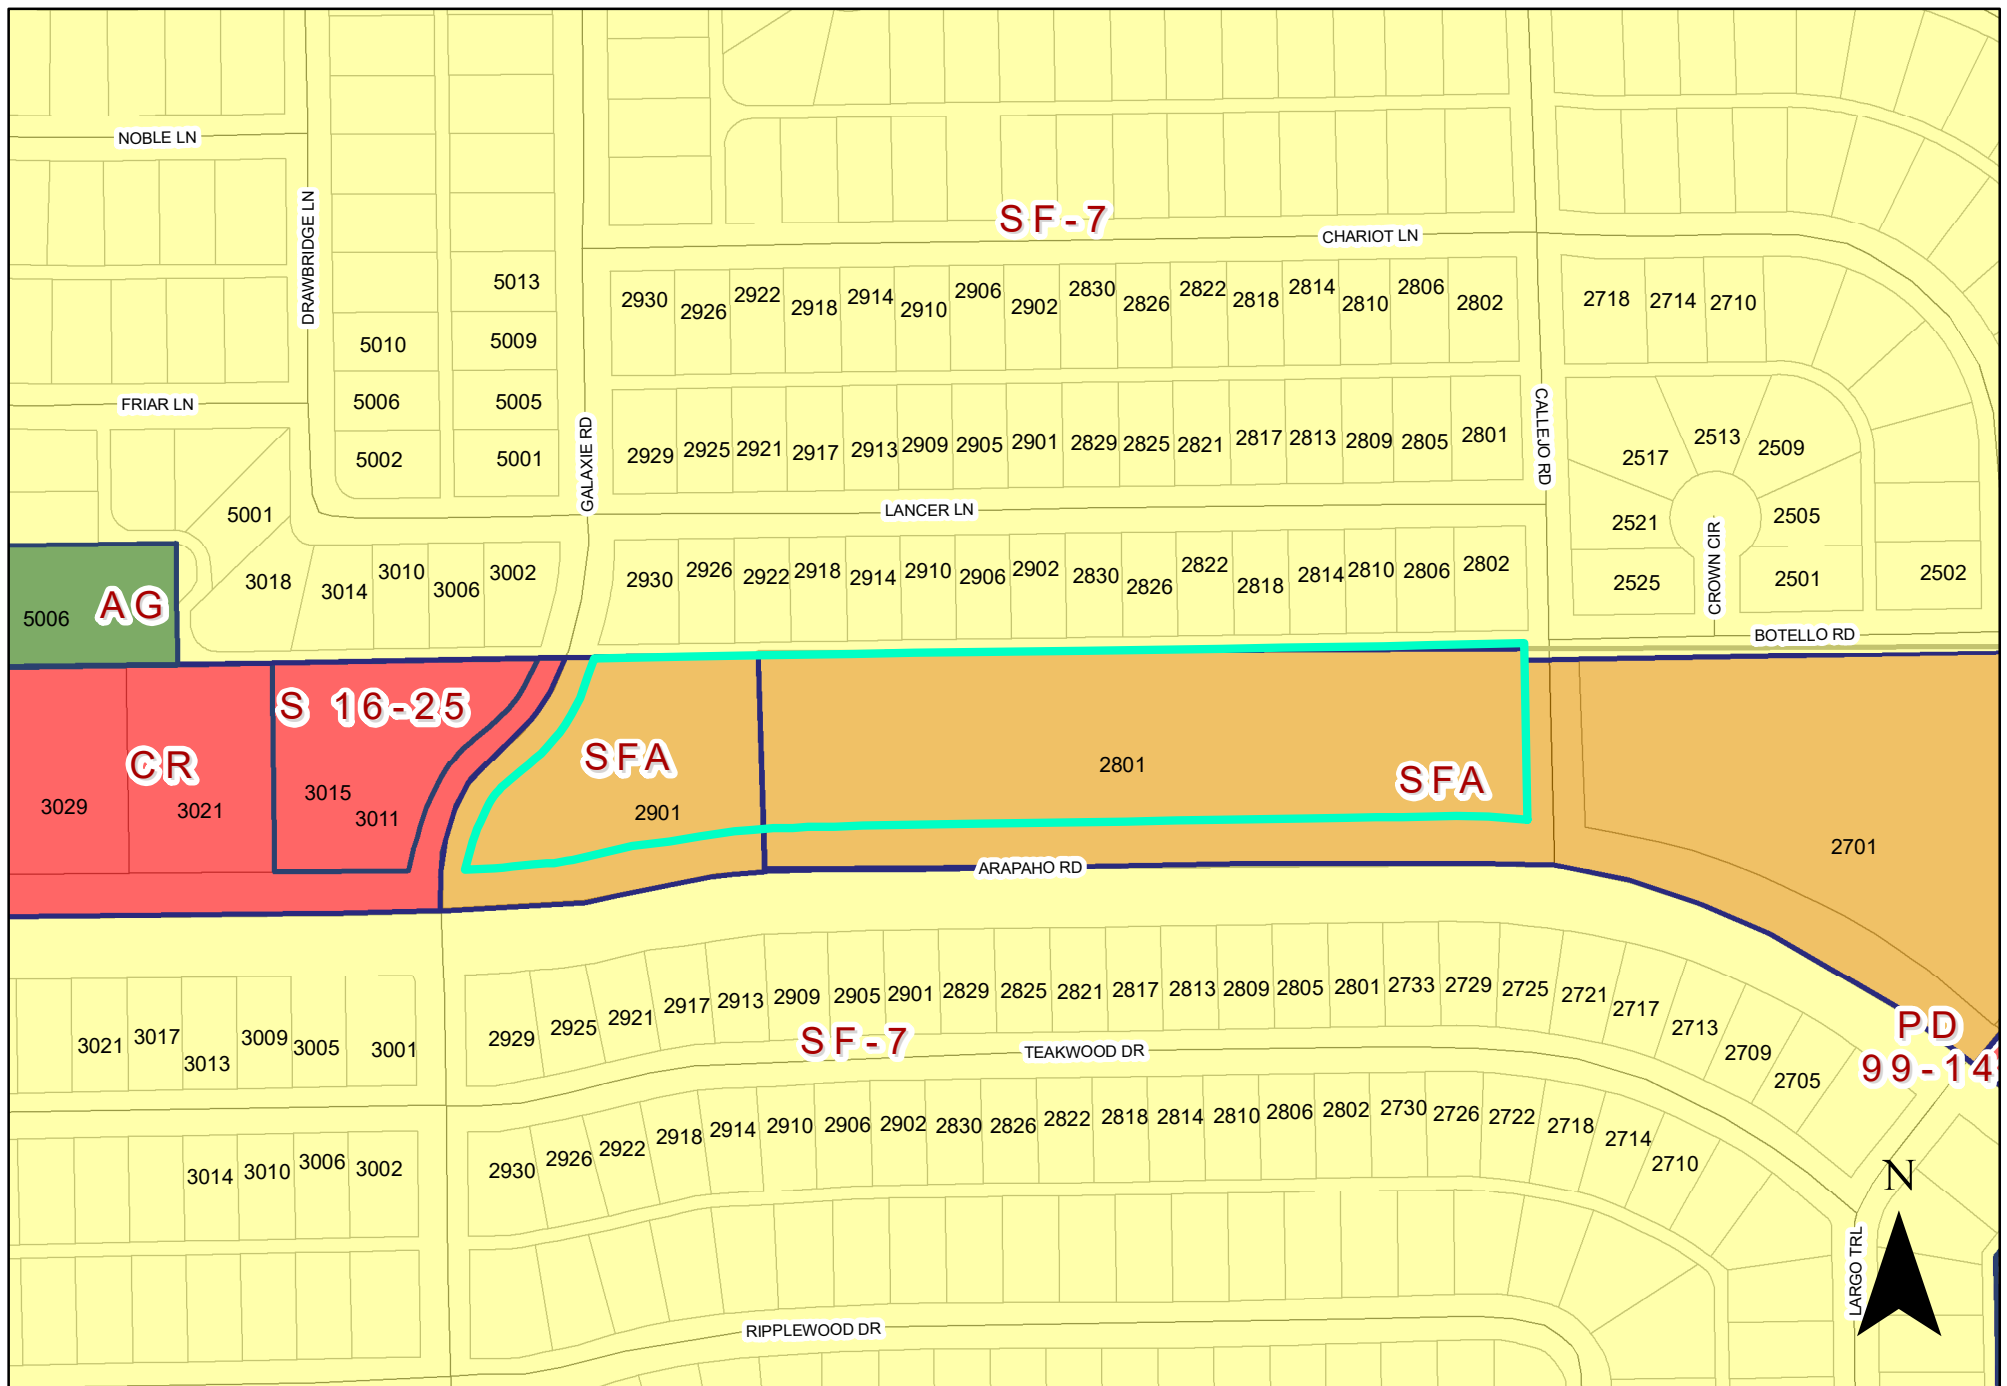 NOBLE LN
DRAWBRIDGE LN
SF-7
CHARIOT LN
5013
2930 2926 2922 2918 2914 2910 2906 2902 2830 2826 2822 2818 2814 2810 2806 2802
2718 2714 2710
5010
5009
FRIAR LN
5006
5005
GALAXIE RD
CALLEJO RD
5002
5001
2929 2925 2921 2917 2913 2909 2905 2901 2829 2825 2821 2817 2813 2809 2805 2801
2517 2513 2509
5001
LANCER LN
2521
2505
CROWN CIR
3018 3014 3010 3006 3002
2930 2926 2922 2918 2914 2910 2906 2902 2830 2826 2822 2818 2814 2810 2806 2802
2525
2501
2502
5006
AG
BOTELLO RD
S 16-25
CR
SFA
2801
SFA
3029
3021
3015
3011
2901
2701
ARAPAHO RD
3021 3017 3013 3009 3005 3001
2929 2925 2921 2917 2913 2909 2905 2901 2829 2825 2821 2817 2813 2809 2805 2801 2733 2729 2725 2721 2717 2713 2709 2705
SF-7
TEAKWOOD DR
PD
99-14
3014 3010 3006 3002
2930 2926 2922 2918 2914 2910 2906 2902 2830 2826 2822 2818 2814 2810 2806 2802 2730 2726 2722 2718 2714 2710
N
LARGO TRL
RIPPLEWOOD DR